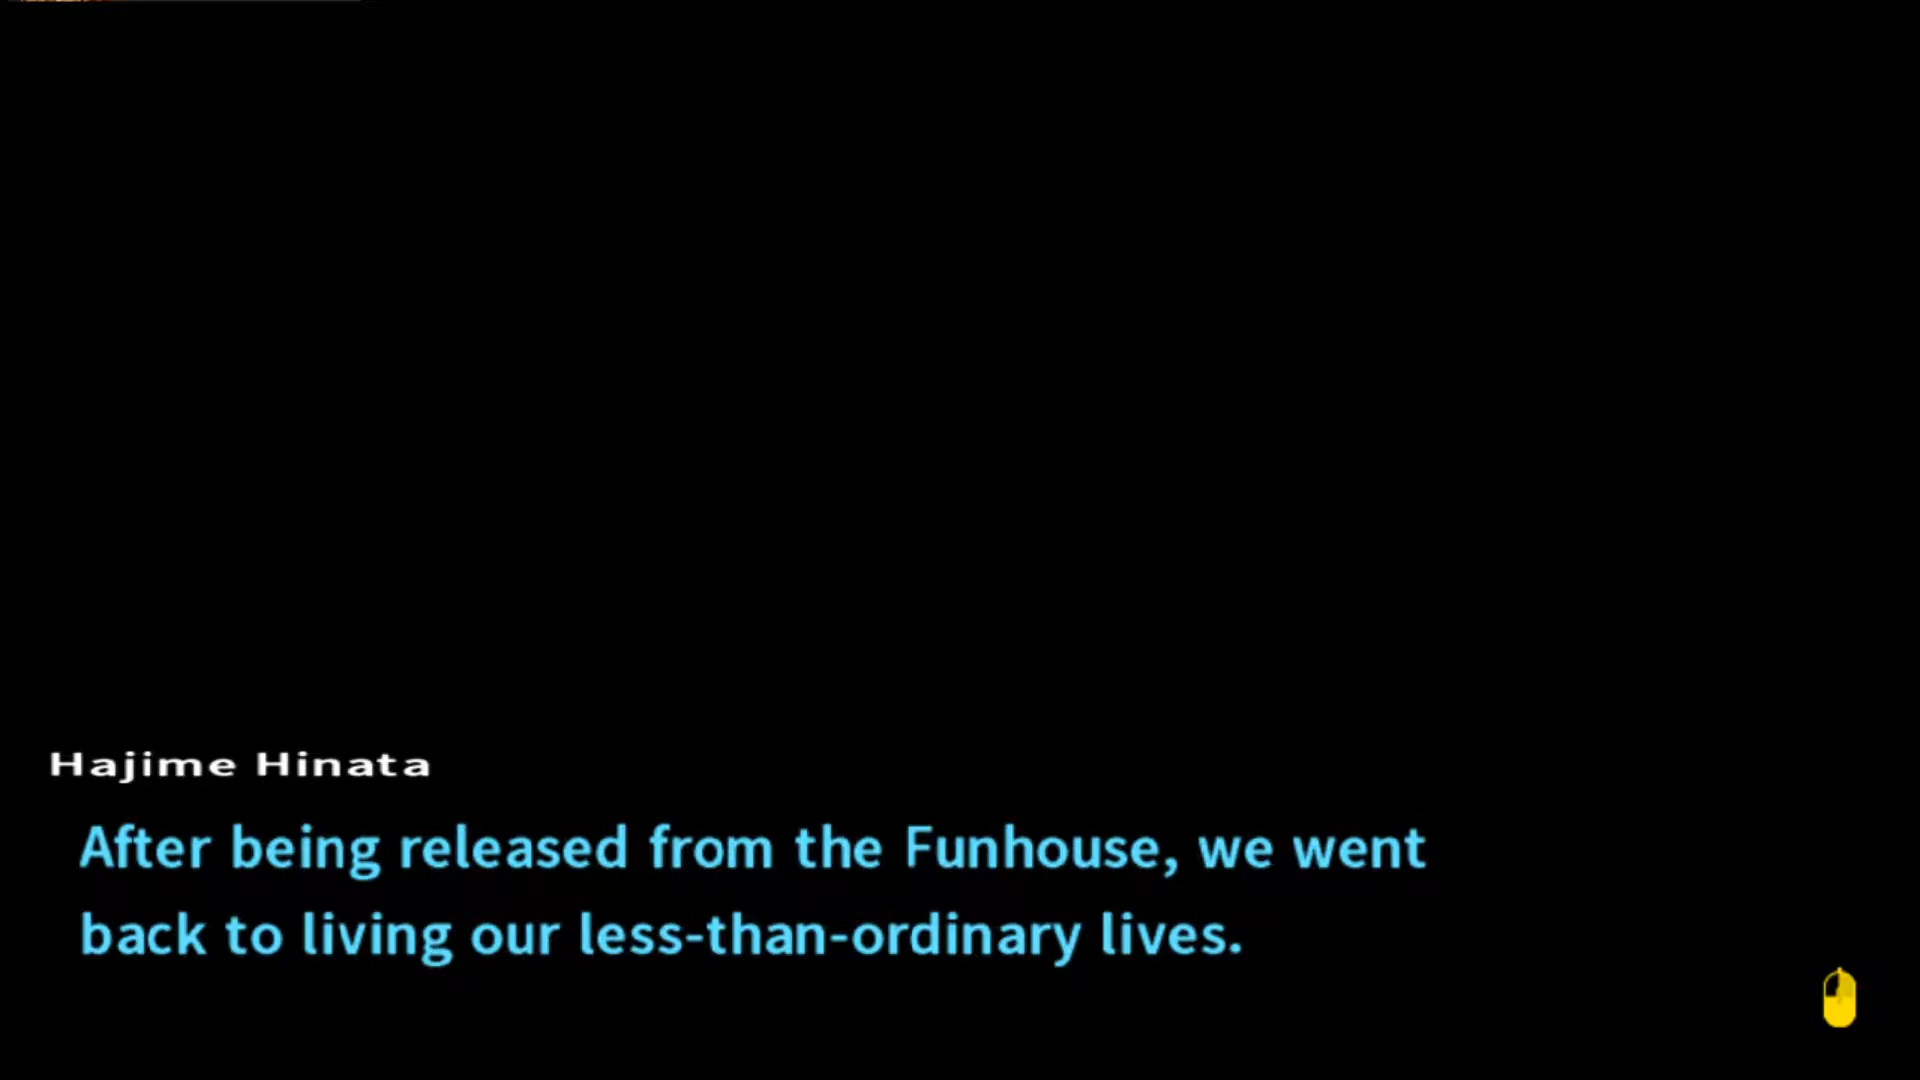 Hajime Hinata
After being released from the Funhouse, we went
back to living our less-than-ordinary lives.